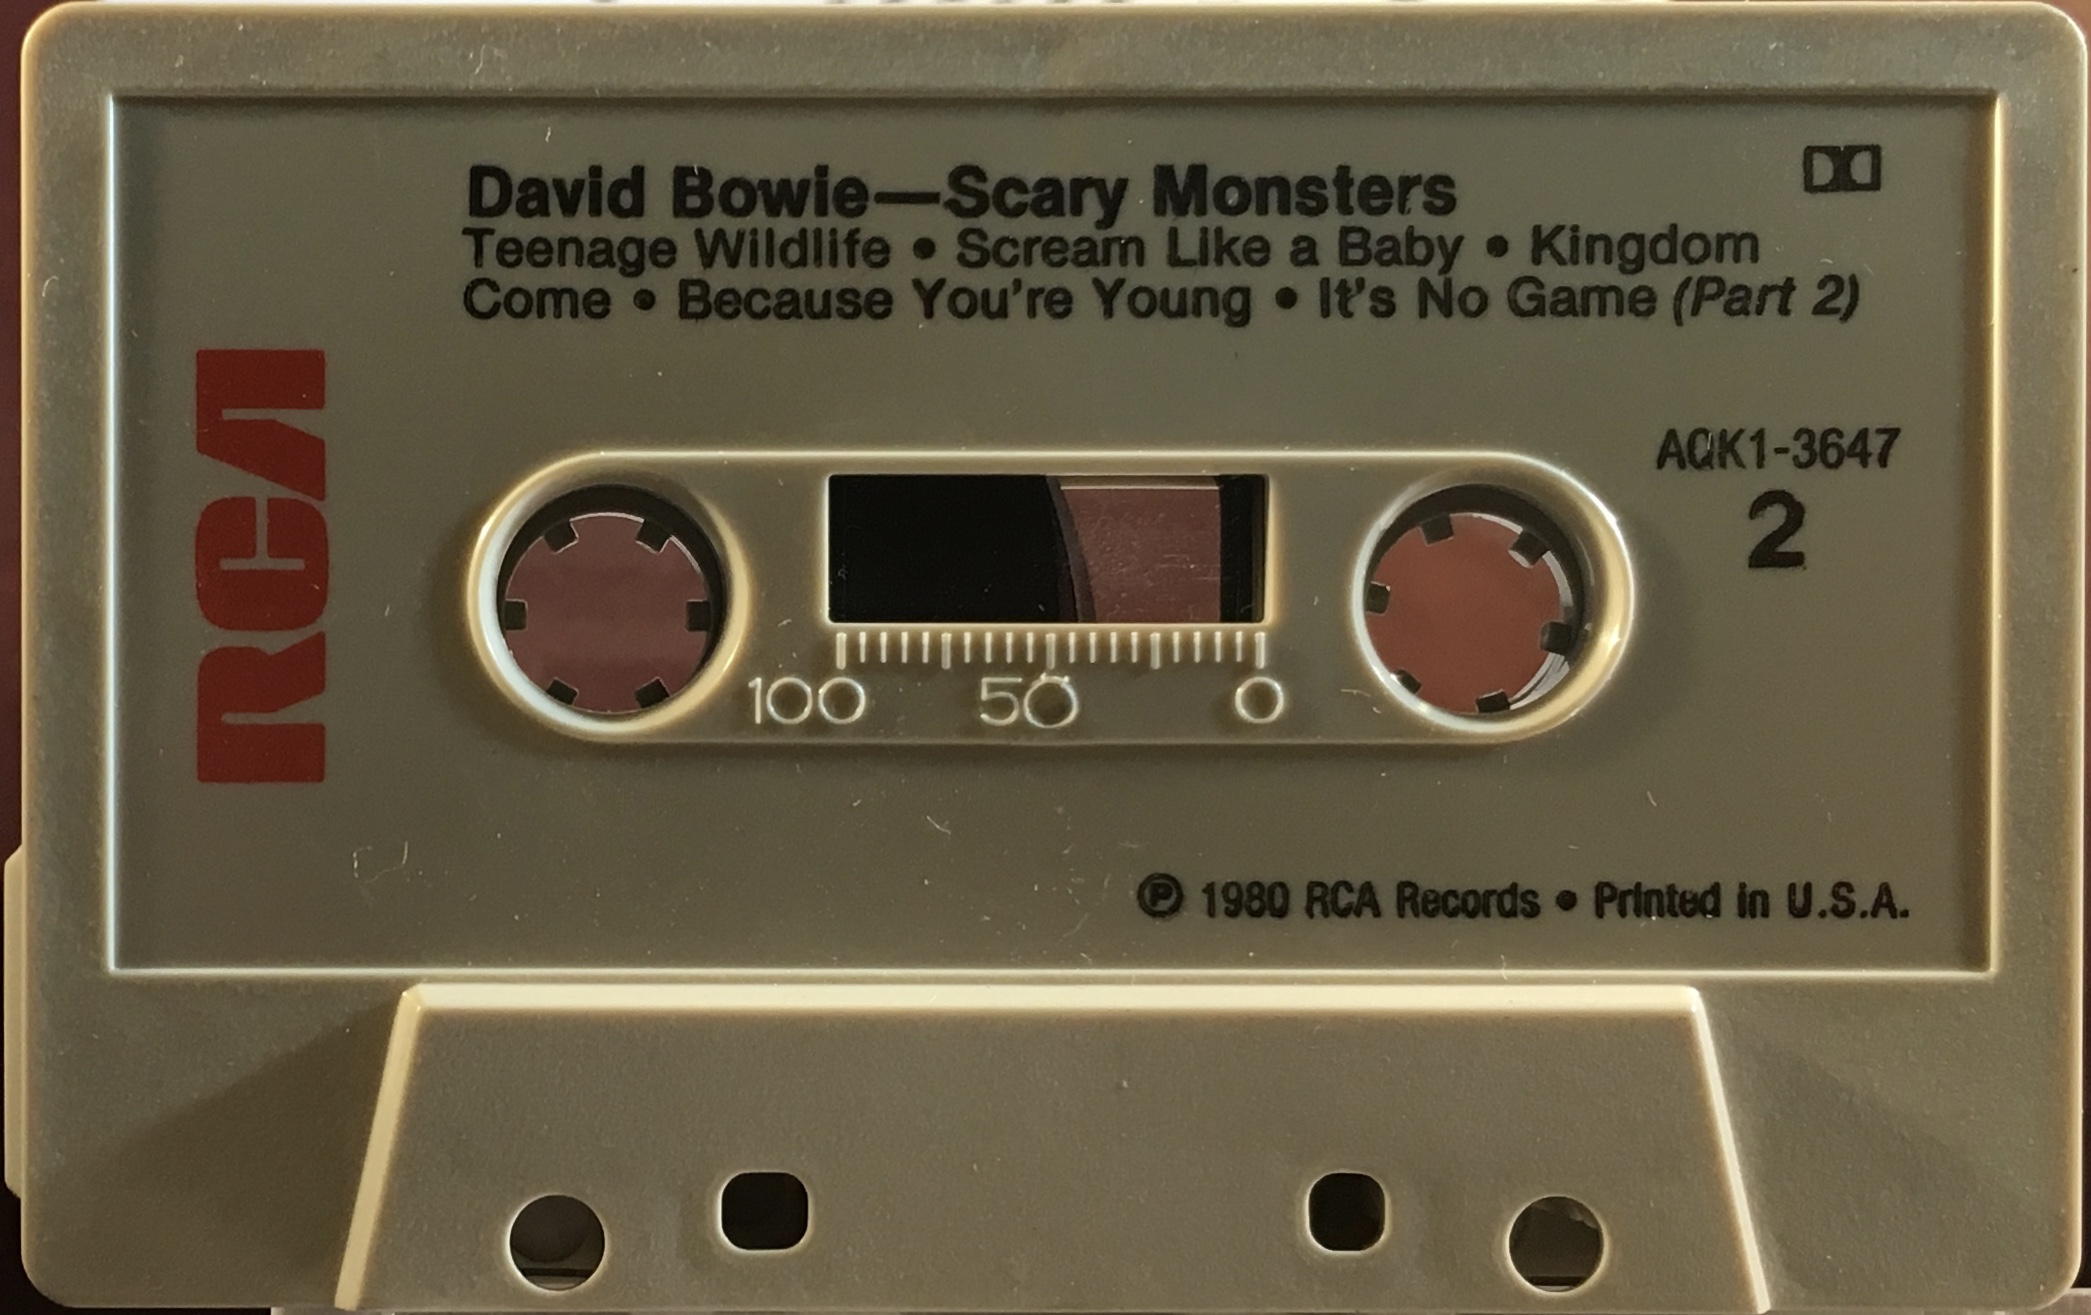 David Bowie—Scary Monsters
Teenage Wildlife • Scream Like a Baby • Kingdom
Come • Because You're Young • It's No Game (Part 2)
RCA
AQK1-3647
2
100 50 0
℗ 1980 RCA Records • Printed in U.S.A.